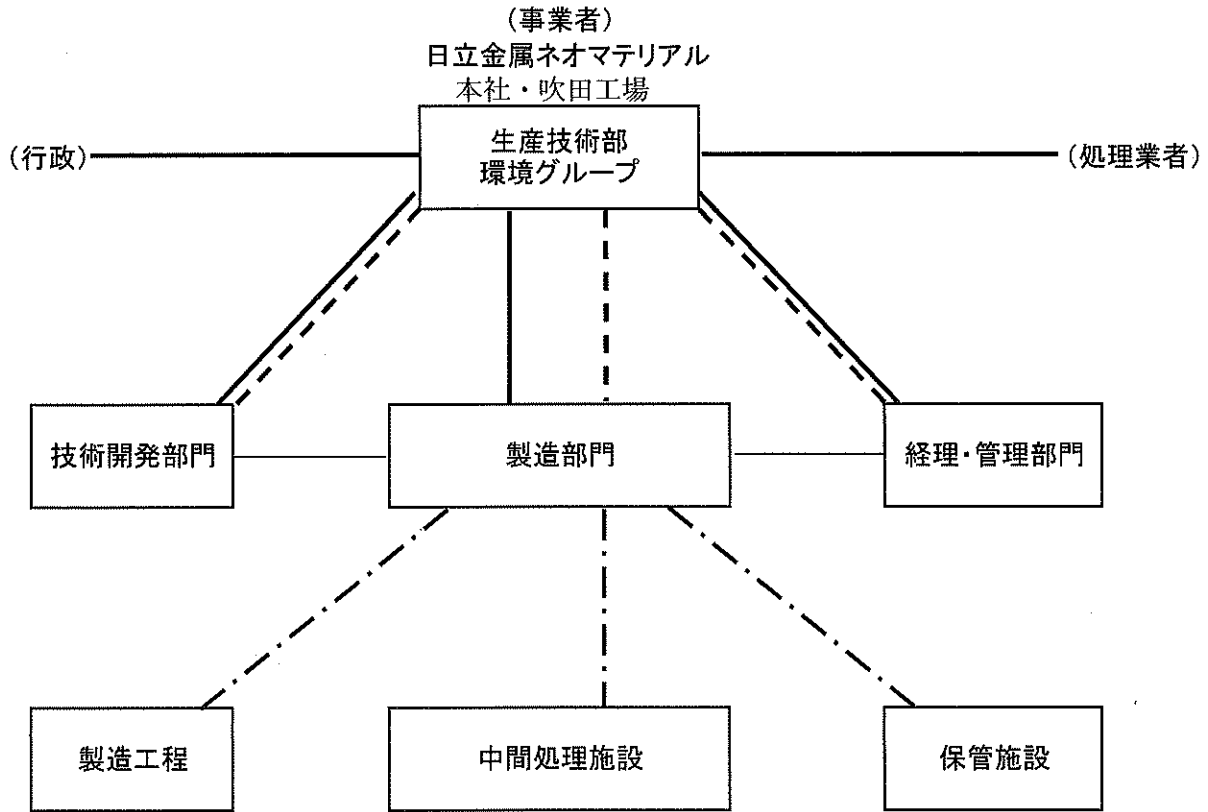 (事業者)
日立金属ネオマテリアル
本社・吹田工場
生産技術部
環境グループ
(行政)
(処理業者)
技術開発部門
製造部門
経理・管理部門
製造工程
中間処理施設
保管施設